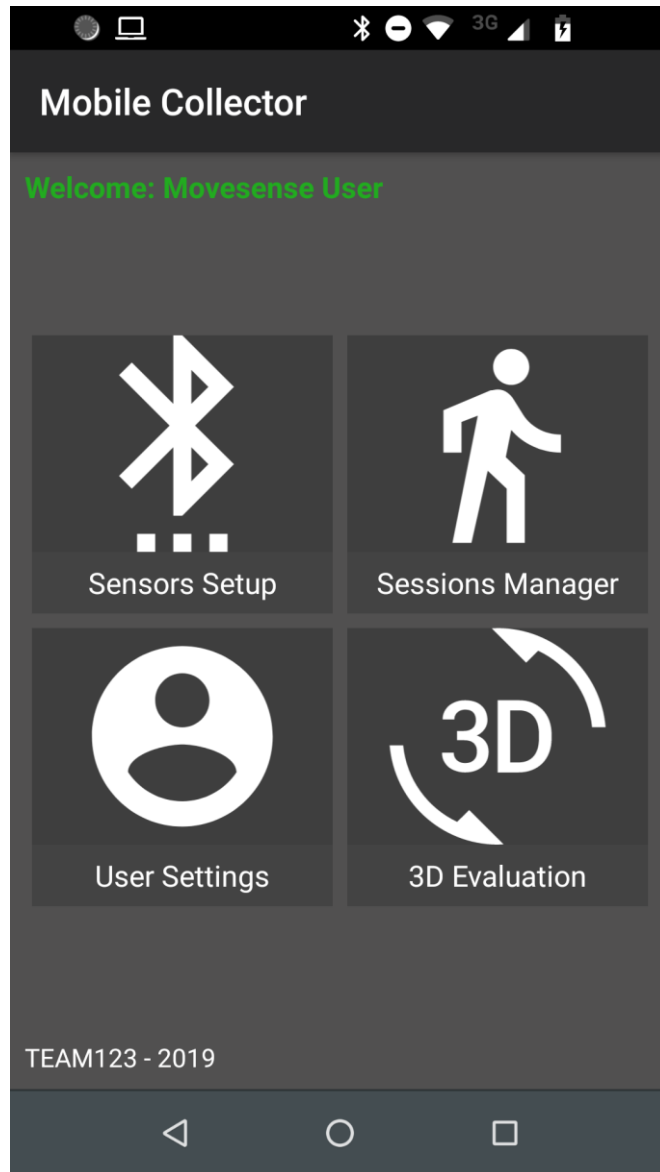 3G
Mobile Collector
Welcome: Movesense User
Sensors Setup
Sessions Manager
3D
User Settings
3D Evaluation
TEAM123 - 2019